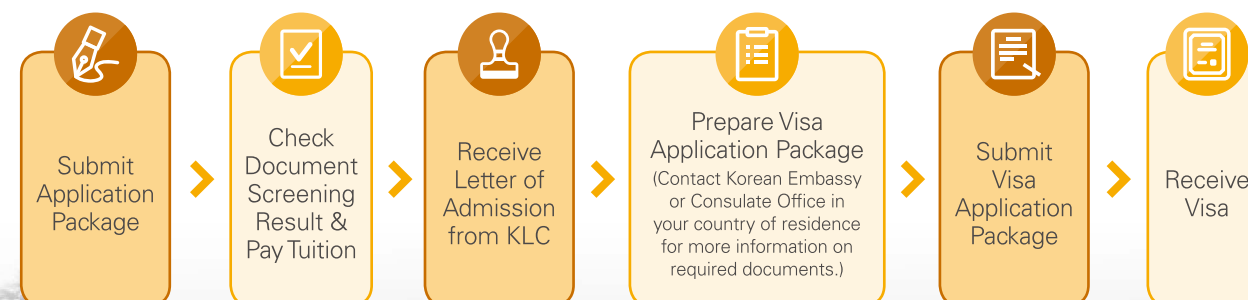 Submit
Application
Package
Check
Document
Screening
Result &
Pay Tuition
Receive
Letter of
Admission
from KLC
Prepare Visa
Application Package
(Contact Korean Embassy
or Consulate Office in
your country of residence
for more information on
required documents.)
Submit
Visa
Application
Package
Receive
Visa